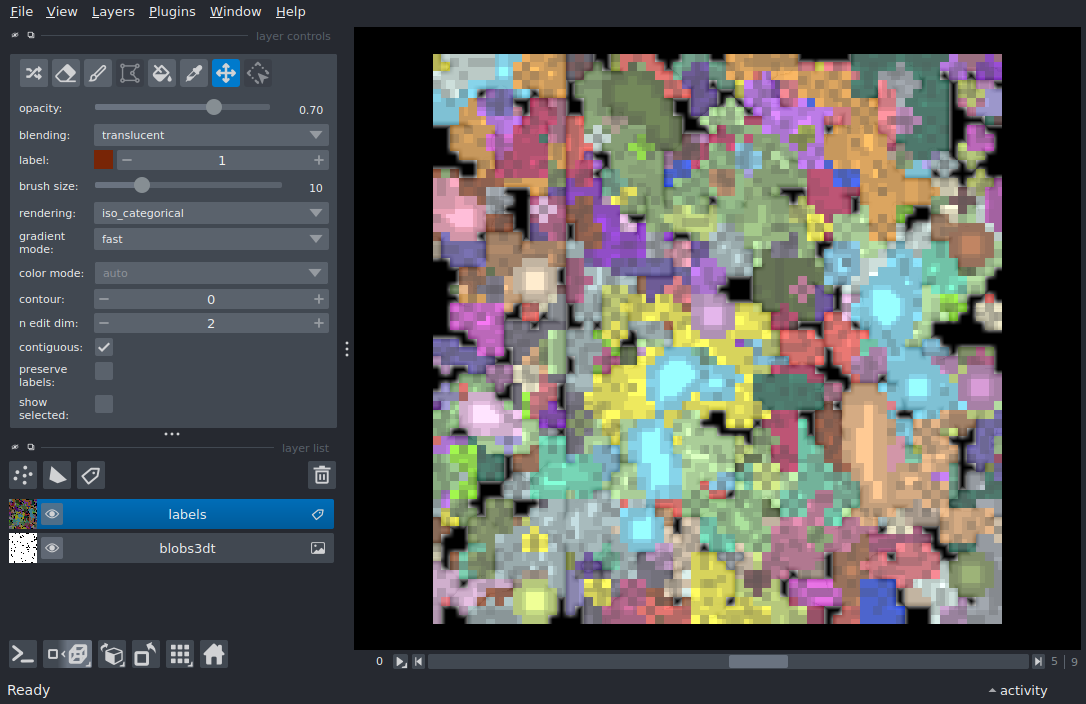 File View Layers Plugins Window Help
layer controls
opacity: 0.70
blending: translucent
label: − 1 +
brush size: 10
rendering: iso_categorical
gradient
mode: fast
color mode: auto
contour: − 0 +
n edit dim: − 2 +
contiguous:
preserve
labels:
show
selected:
layer list
labels
blobs3dt
0 5 | 9
Ready activity